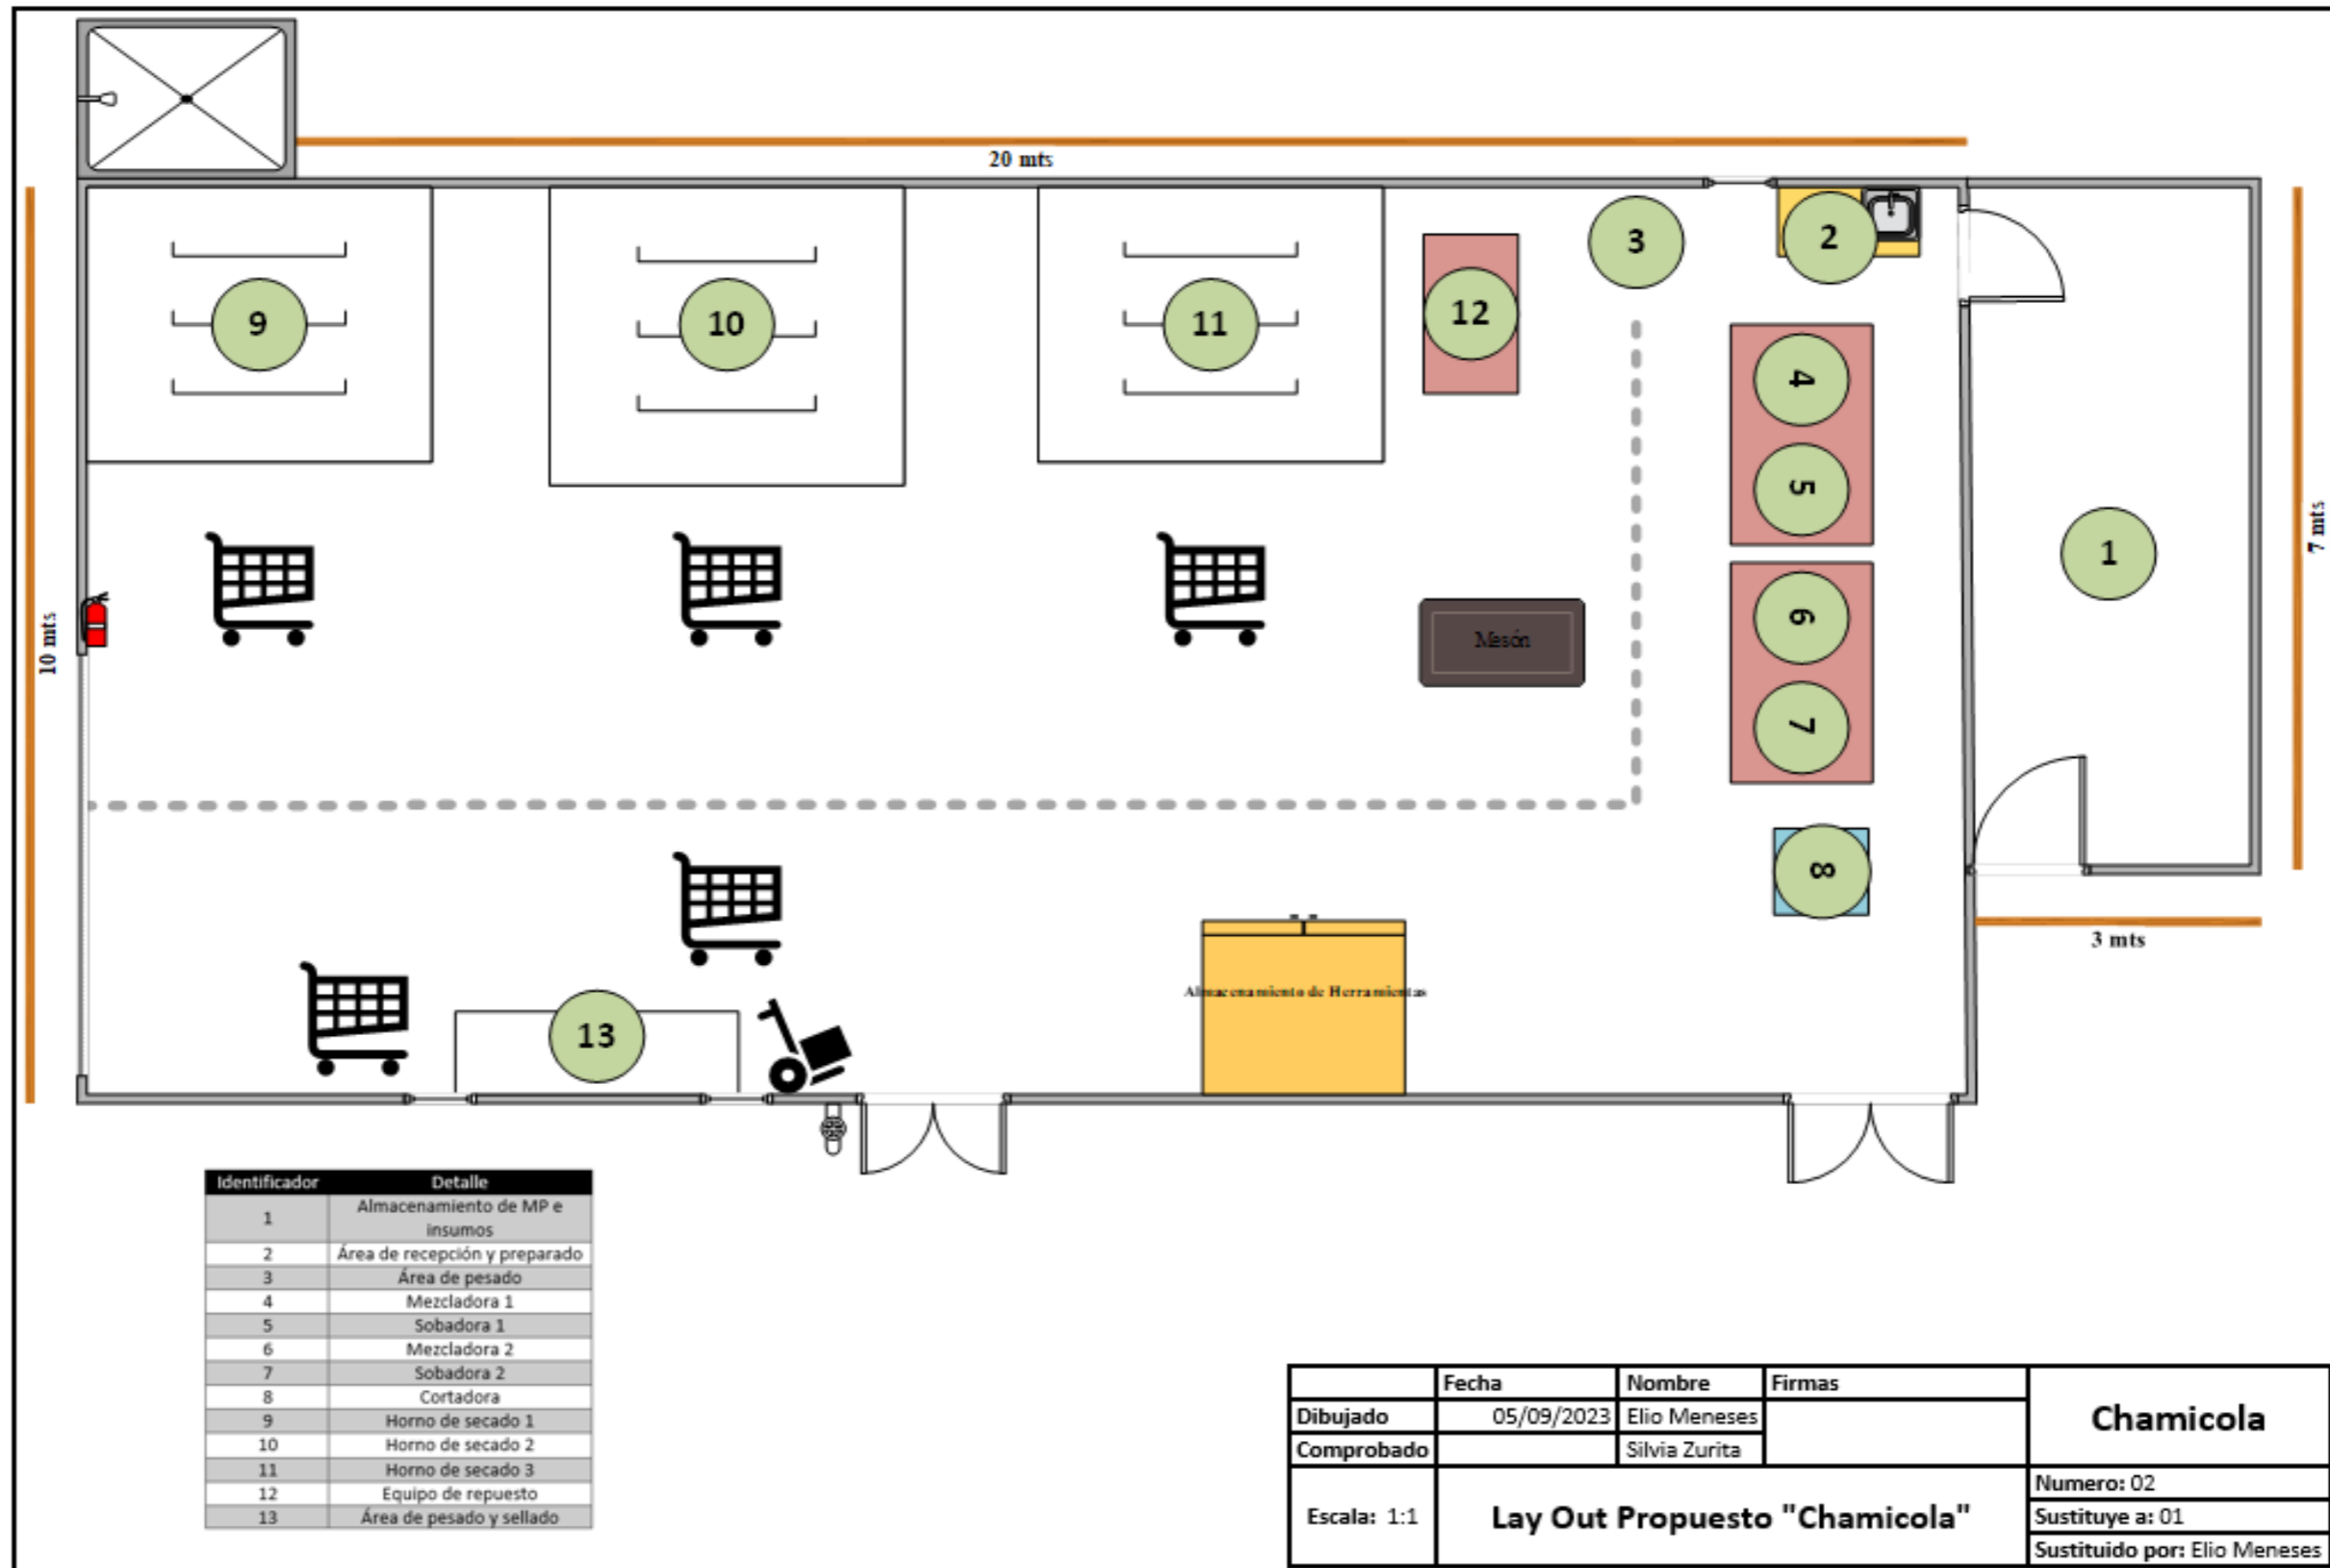 20 mts
3
2
9
10
11
12
4
5
1
7 mts
10 mts
6
Mesón
7
8
3 mts
Almacenamiento de Herramientas
13
Identificador Detalle
1 Almacenamiento de MP e
insumos
2 Área de recepción y preparado
3 Área de pesado
4 Mezcladora 1
5 Sobadora 1
6 Mezcladora 2
7 Sobadora 2
8 Cortadora
9 Horno de secado 1
10 Horno de secado 2
11 Horno de secado 3
12 Equipo de repuesto
13 Área de pesado y sellado
Fecha Nombre Firmas
Dibujado 05/09/2023 Elio Meneses
Chamicola
Comprobado Silvia Zurita
Numero: 02
Escala: 1:1 Lay Out Propuesto "Chamicola"
Sustituye a: 01
Sustituido por: Elio Meneses